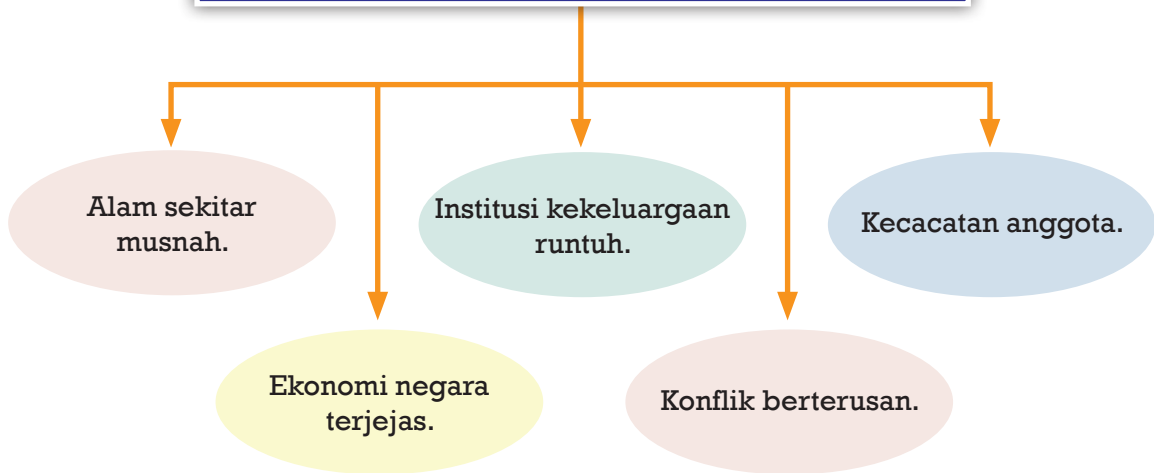 Alam sekitar
musnah.
Institusi kekeluargaan
runtuh.
Kecacatan anggota.
Ekonomi negara
terjejas.
Konflik berterusan.